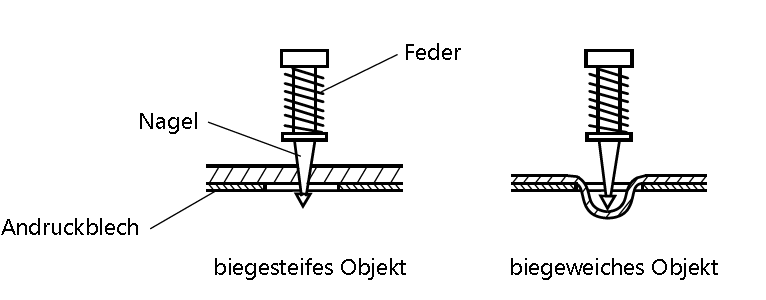 Feder
Nagel
Andruckblech
biegesteifes Objekt
biegeweiches Objekt